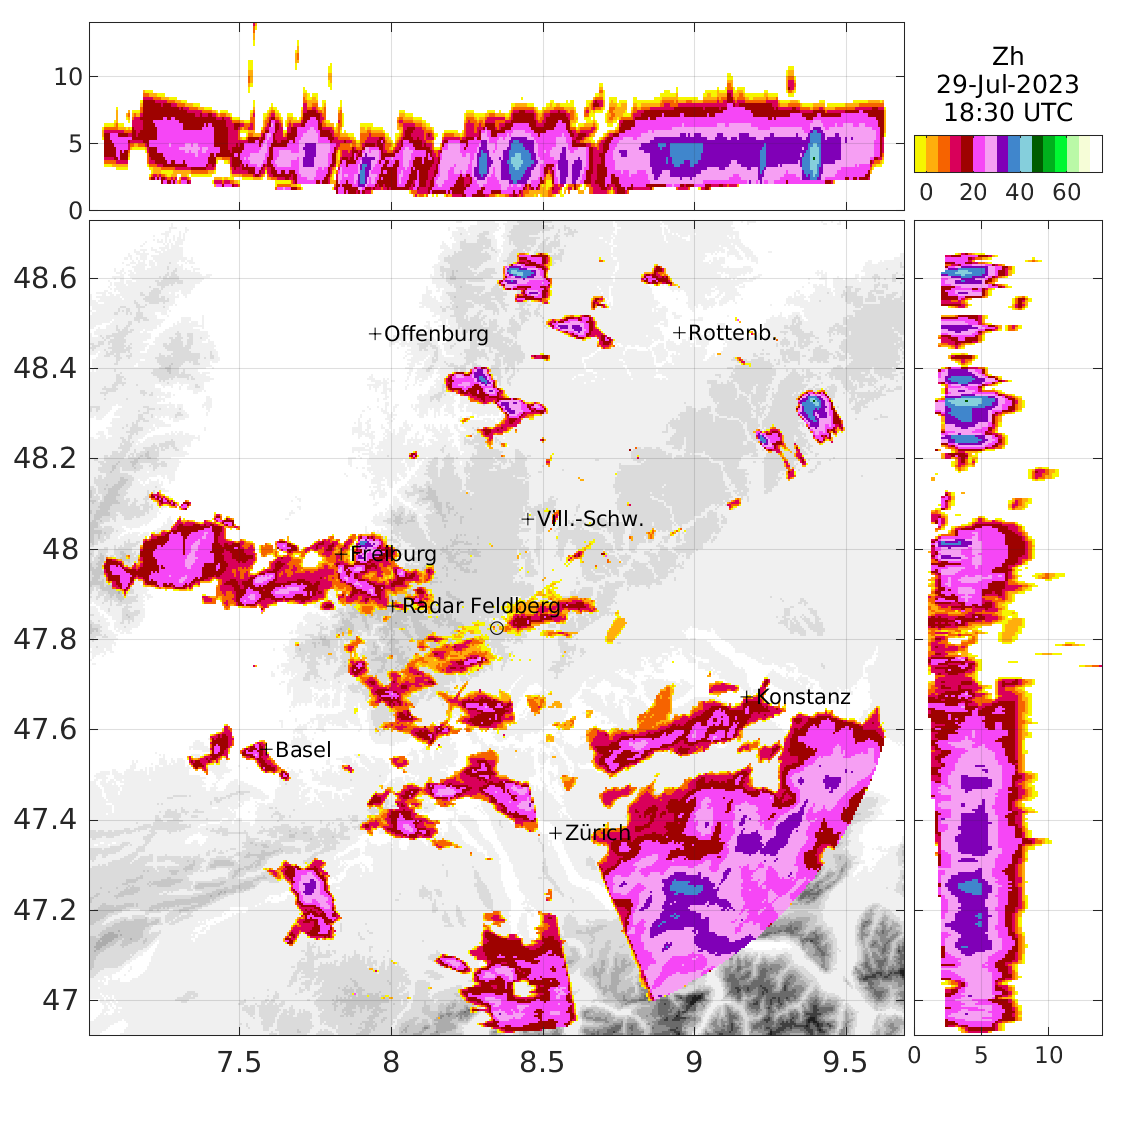 10
5
0
Zh
29-Jul-2023
18:30 UTC
0 20 40 60
48.6
48.4
48.2
48
47.8
47.6
47.4
47.2
47
+Offenburg
+Rottenb.
+Vill.-Schw.
+Freiburg
+Radar Feldberg
+Konstanz
+Basel
+Zürich
7.5 8 8.5 9 9.5
0 5 10